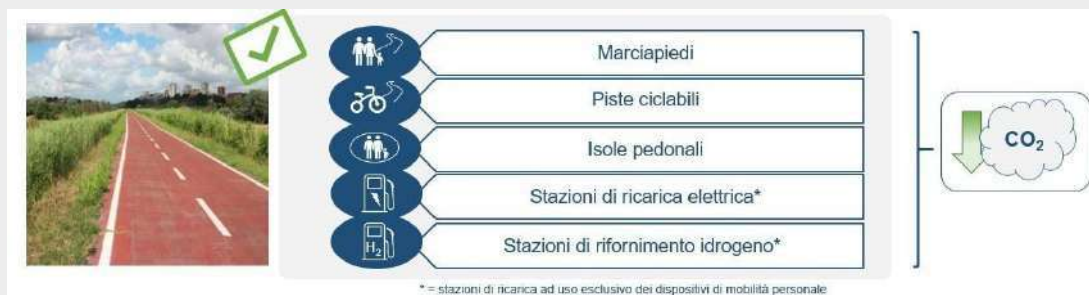 Marciapiedi
Piste ciclabili
Isole pedonali
Stazioni di ricarica elettrica*
H₂
Stazioni di rifornimento idrogeno*
CO₂
* = stazioni di ricarica ad uso esclusivo dei dispositivi di mobilità personale